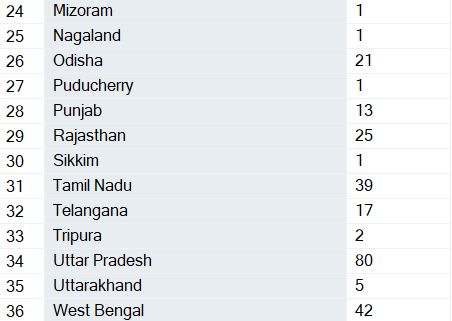 24 Mizoram 1
25 Nagaland 1
26 Odisha 21
27 Puducherry 1
28 Punjab 13
29 Rajasthan 25
30 Sikkim 1
31 Tamil Nadu 39
32 Telangana 17
33 Tripura 2
34 Uttar Pradesh 80
35 Uttarakhand 5
36 West Bengal 42